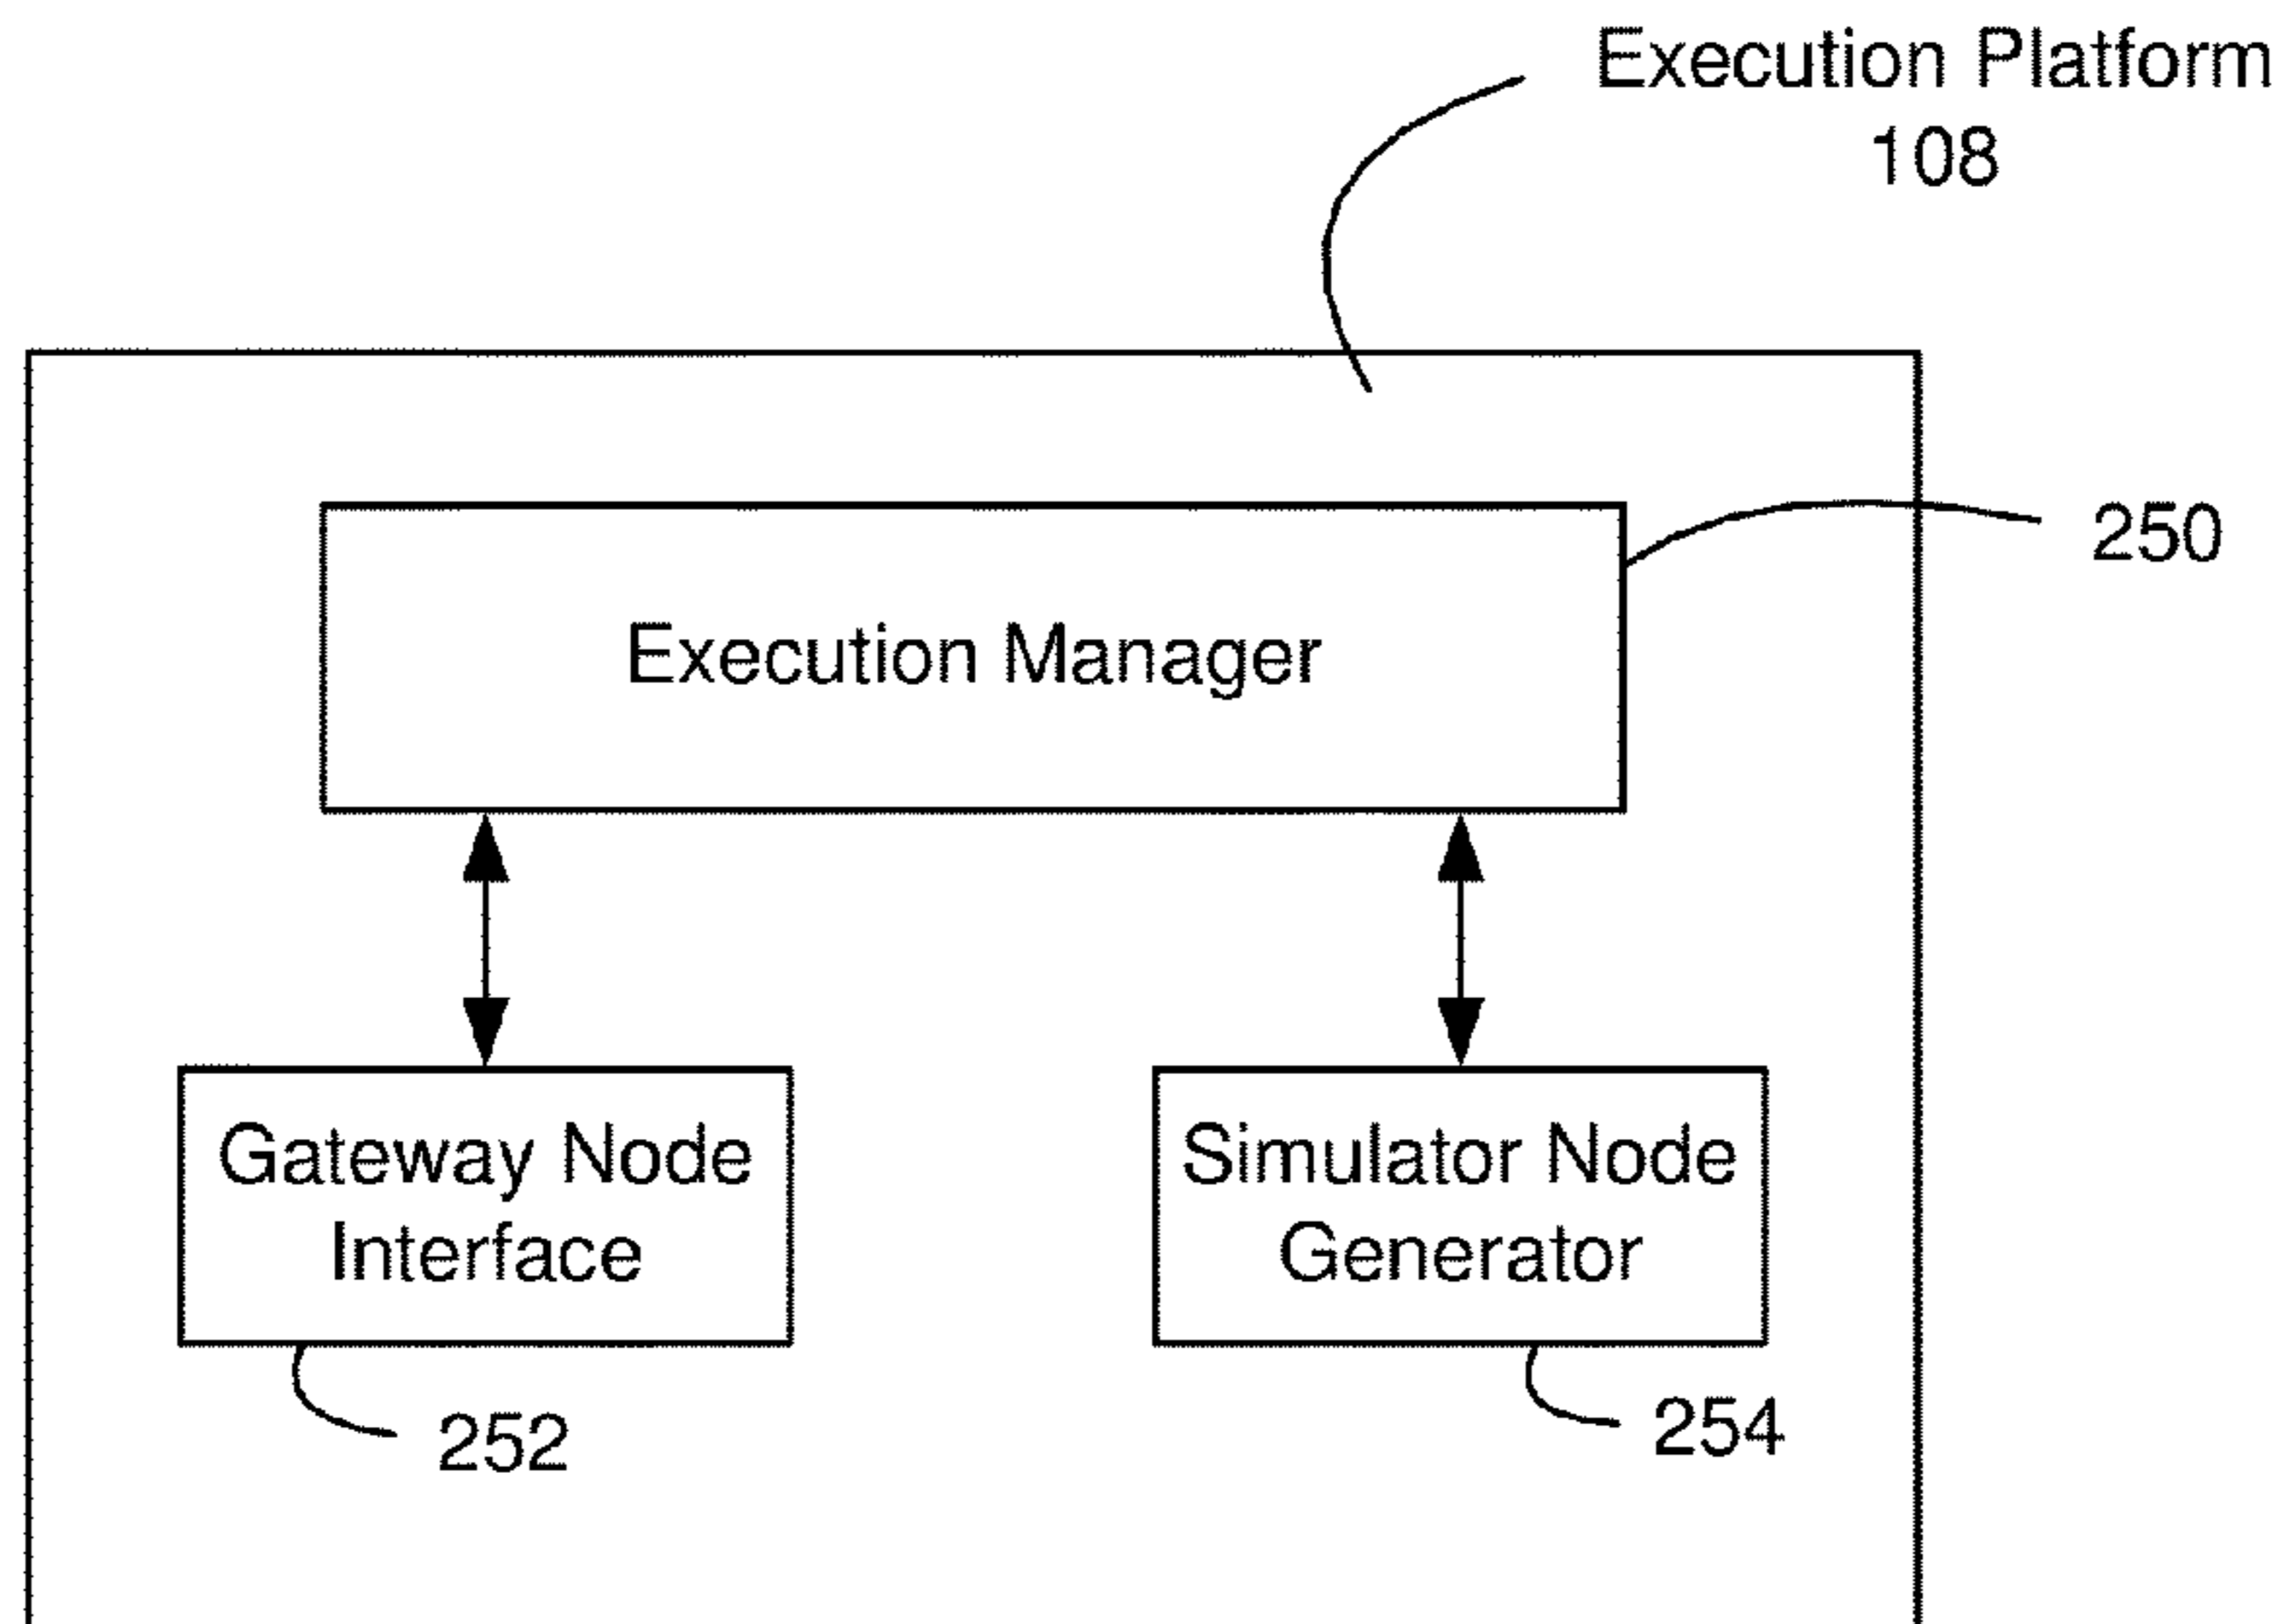 Execution Platform
108
250
Execution Manager
Gateway Node
Interface
Simulator Node
Generator
252
254